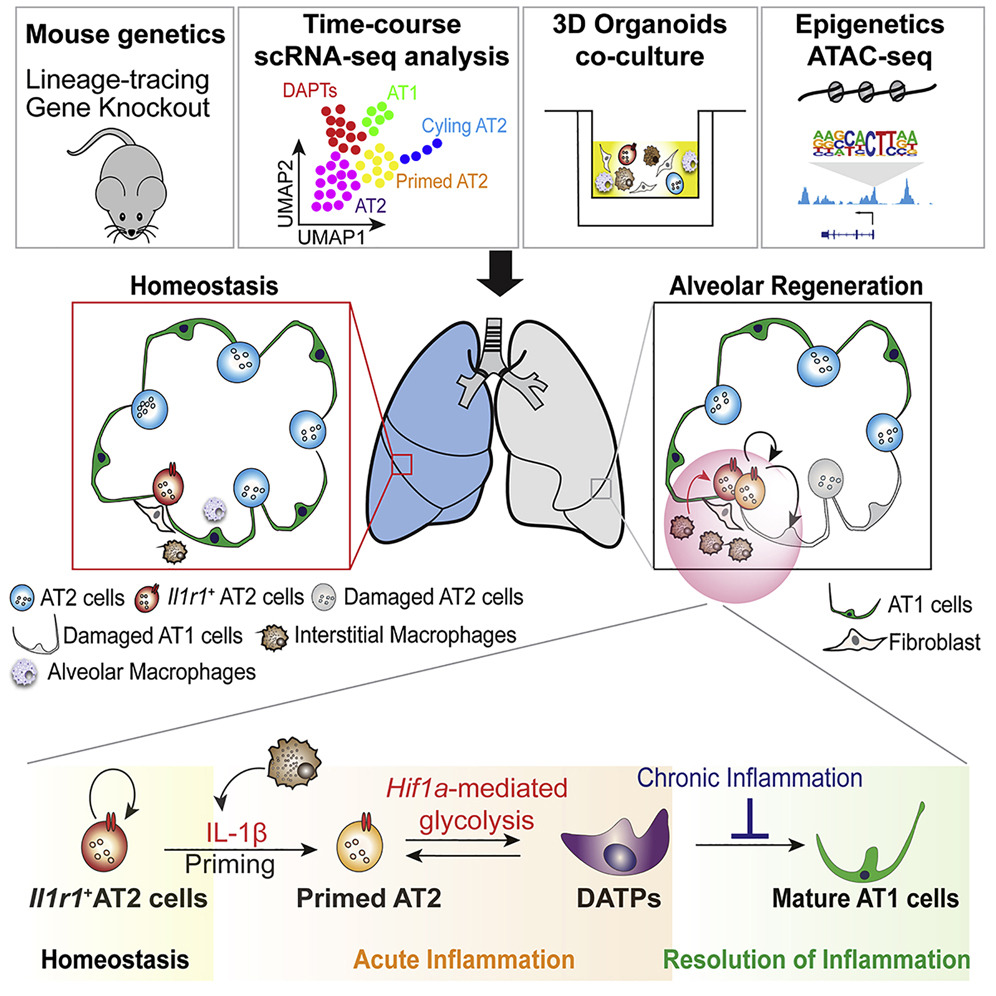 Mouse genetics
Lineage-tracing
Gene Knockout
Time-course
scRNA-seq analysis
DAPTs
AT1
Cyling AT2
Primed AT2
AT2
UMAP2
UMAP1
3D Organoids
co-culture
Epigenetics
ATAC-seq
Homeostasis
Alveolar Regeneration
AT2 cells
Il1r1+ AT2 cells
Damaged AT2 cells
Damaged AT1 cells
Interstitial Macrophages
Alveolar Macrophages
AT1 cells
Fibroblast
IL-1β
Priming
Hif1a-mediated
glycolysis
Chronic Inflammation
Il1r1+AT2 cells
Primed AT2
DATPs
Mature AT1 cells
Homeostasis
Acute Inflammation
Resolution of Inflammation